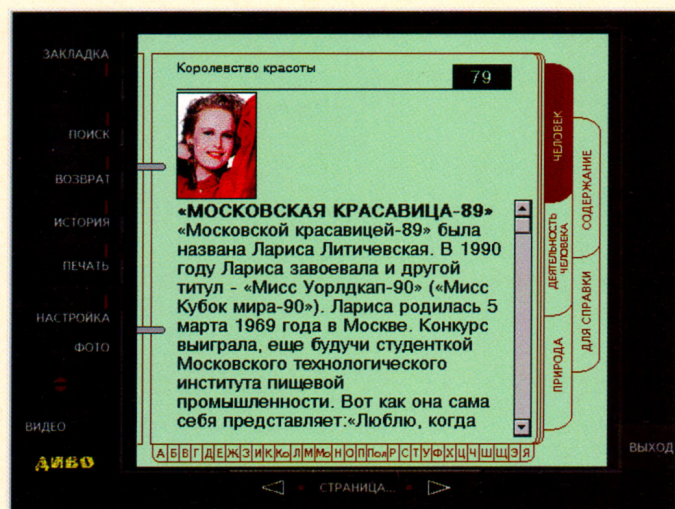 ЗАКЛАДКА
ПОИСК
ВОЗВРАТ
ИСТОРИЯ
ПЕЧАТЬ
НАСТРОЙКА
ФОТО
ВИДЕО
ДИВО
Королевство красоты
79
«МОСКОВСКАЯ КРАСАВИЦА-89»
«Московской красавицей-89» была
названа Лариса Литичевская. В 1990
году Лариса завоевала и другой
титул - «Мисс Уорлдкап-90» («Мисс
Кубок мира-90»). Лариса родилась 5
марта 1969 года в Москве. Конкурс
выиграла, еще будучи студенткой
Московского технологического
института пищевой
промышленности. Вот как она сама
себя представляет:«Люблю, когда
ЧЕЛОВЕК
ДЕЯТЕЛЬНОСТЬ
ЧЕЛОВЕКА
ПРИРОДА
СОДЕРЖАНИЕ
ДЛЯ СПРАВКИ
А Б В Г Д Е Ж З И К Ко Л М Мо Н О П Пол Р С Т У Ф Х Ц Ч Ш Щ Э Я
СТРАНИЦА...
ВЫХОД